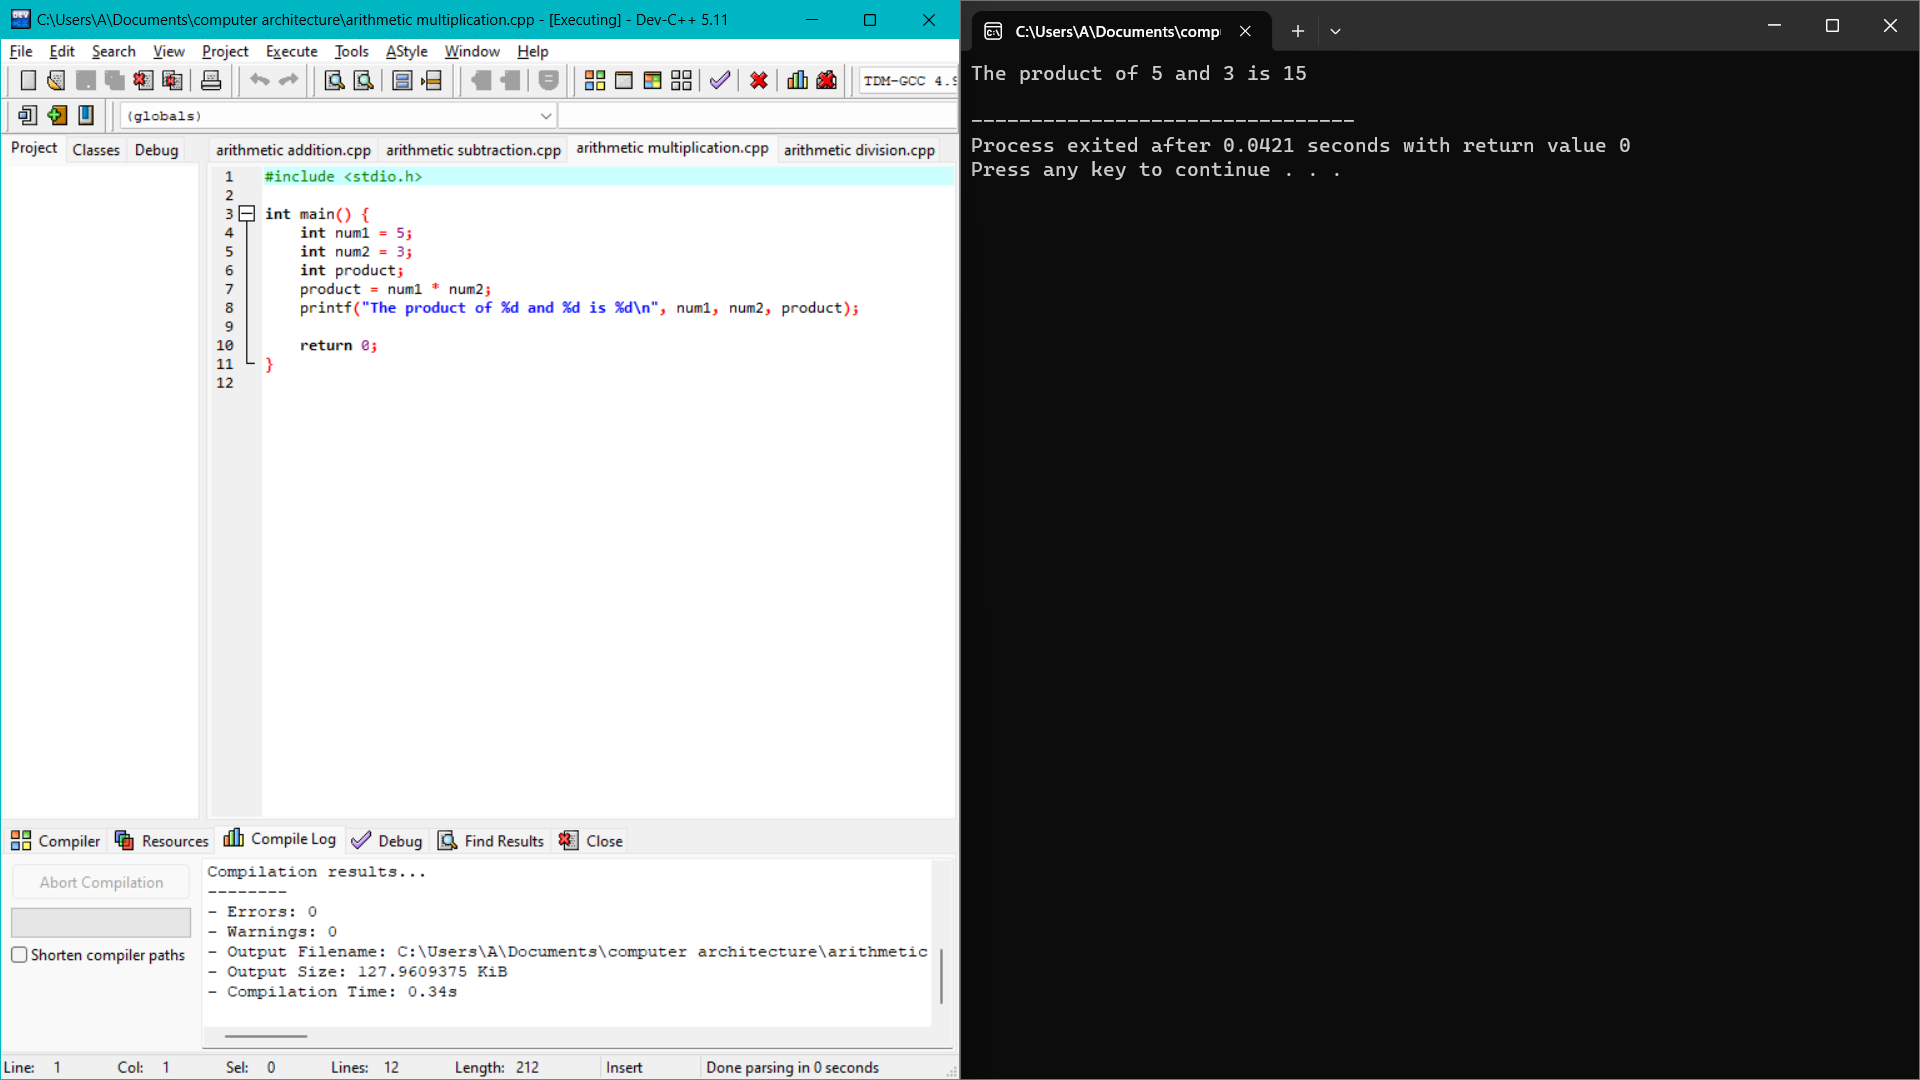 C:\Users\A\Documents\computer architecture\arithmetic multiplication.cpp - [Executing] - Dev-C++ 5.11
File Edit Search View Project Execute Tools AStyle Window Help
TDM-GCC 4.9
(globals)
Project Classes Debug
arithmetic addition.cpp arithmetic subtraction.cpp arithmetic multiplication.cpp arithmetic division.cpp
1 #include <stdio.h>
2
3 int main() {
4 int num1 = 5;
5 int num2 = 3;
6 int product;
7 product = num1 * num2;
8 printf("The product of %d and %d is %d\n", num1, num2, product);
9
10 return 0;
11 }
12
Compiler Resources Compile Log Debug Find Results Close
Abort Compilation
Shorten compiler paths
Compilation results...
--------
- Errors: 0
- Warnings: 0
- Output Filename: C:\Users\A\Documents\computer architecture\arithmetic
- Output Size: 127.9609375 KiB
- Compilation Time: 0.34s
Line: 1 Col: 1 Sel: 0 Lines: 12 Length: 212 Insert Done parsing in 0 seconds
C:\Users\A\Documents\comp
The product of 5 and 3 is 15
--------------------------------
Process exited after 0.0421 seconds with return value 0
Press any key to continue . . .